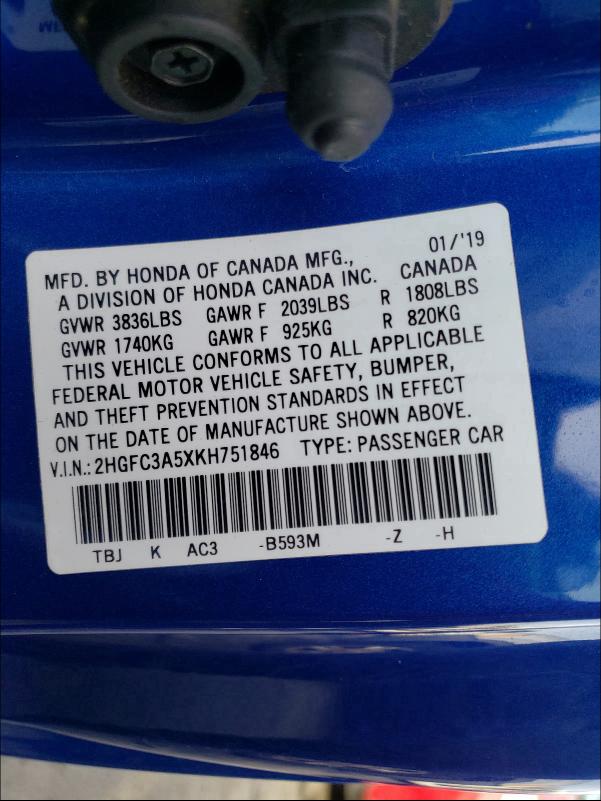 MFD. BY HONDA OF CANADA MFG., 01/'19
A DIVISION OF HONDA CANADA INC. CANADA
GVWR 3836LBS GAWR F 2039LBS R 1808LBS
GVWR 1740KG GAWR F 925KG R 820KG
THIS VEHICLE CONFORMS TO ALL APPLICABLE
FEDERAL MOTOR VEHICLE SAFETY, BUMPER,
AND THEFT PREVENTION STANDARDS IN EFFECT
ON THE DATE OF MANUFACTURE SHOWN ABOVE.
V.I.N.: 2HGFC3A5XKH751846 TYPE: PASSENGER CAR
TBJ K AC3 -B593M -Z -H